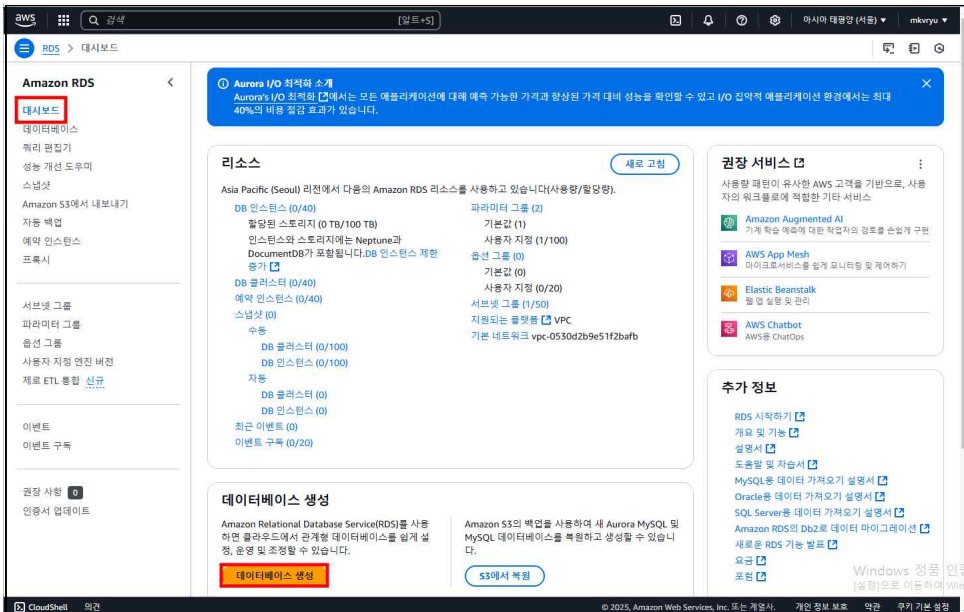 aws
검색
[알트+S]
아시아 태평양 (서울)
mkvryu
RDS > 대시보드
Amazon RDS
대시보드
데이터베이스
쿼리 편집기
성능 개선 도우미
스냅샷
Amazon S3에서 내보내기
자동 백업
예약 인스턴스
프록시
서브넷 그룹
파라미터 그룹
옵션 그룹
사용자 지정 엔진 버전
제로 ETL 통합 신규
이벤트
이벤트 구독
권장 사항 0
인증서 업데이트
Aurora I/O 최적화 소개
Aurora's I/O 최적화에서는 모든 애플리케이션에 대해 예측 가능한 가격과 향상된 가격 대비 성능을 확인할 수 있고 I/O 집약적 애플리케이션 환경에서는 최대
40%의 비용 절감 효과가 있습니다.
리소스
새로 고침
Asia Pacific (Seoul) 리전에서 다음의 Amazon RDS 리소스를 사용하고 있습니다(사용량/할당량).
DB 인스턴스 (0/40)
할당된 스토리지 (0 TB/100 TB)
인스턴스와 스토리지에는 Neptune과
DocumentDB가 포함됩니다.DB 인스턴스 제한
증가
DB 클러스터 (0/40)
예약 인스턴스 (0/40)
스냅샷 (0)
수동
DB 클러스터 (0/100)
DB 인스턴스 (0/100)
자동
DB 클러스터 (0)
DB 인스턴스 (0)
최근 이벤트 (0)
이벤트 구독 (0/20)
파라미터 그룹 (2)
기본값 (1)
사용자 지정 (1/100)
옵션 그룹 (0)
기본값 (0)
사용자 지정 (0/20)
서브넷 그룹 (1/50)
지원되는 플랫폼 VPC
기본 네트워크 vpc-0530d2b9e51f2bafb
데이터베이스 생성
Amazon Relational Database Service(RDS)를 사용
하면 클라우드에서 관계형 데이터베이스를 쉽게 설
정, 운영 및 조정할 수 있습니다.
데이터베이스 생성
Amazon S3의 백업을 사용하여 새 Aurora MySQL 및
MySQL 데이터베이스를 복원하고 생성할 수 있습니
다.
S3에서 복원
권장 서비스
사용량 패턴이 유사한 AWS 고객을 기반으로, 사용
자의 워크플로에 적합한 기타 서비스
Amazon Augmented AI
기계 학습 예측에 대한 작업자의 검토를 손쉽게 구현
AWS App Mesh
마이크로서비스를 쉽게 모니터링 및 제어하기
Elastic Beanstalk
웹 앱 실행 및 관리
AWS Chatbot
AWS용 ChatOps
추가 정보
RDS 시작하기
개요 및 기능
설명서
도움말 및 자습서
MySQL용 데이터 가져오기 설명서
Oracle용 데이터 가져오기 설명서
SQL Server용 데이터 가져오기 설명서
Amazon RDS의 Db2로 데이터 마이그레이션
새로운 RDS 기능 발표
요금
포럼
Windows 정품 인증
[설정]으로 이동하여 Win
CloudShell 의견
© 2025, Amazon Web Services, Inc. 또는 계열사. 개인 정보 보호 약관 쿠키 기본 설정